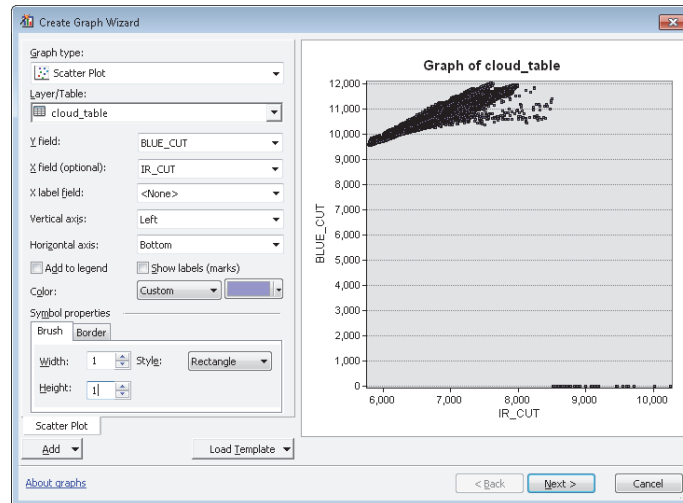 Create Graph Wizard
Graph type:
Scatter Plot
Layer/Table:
cloud_table
Y field:
BLUE_CUT
X field (optional):
IR_CUT
X label field:
<None>
Vertical axis:
Left
Horizontal axis:
Bottom
Add to legend
Show labels (marks)
Color:
Custom
Symbol properties
Brush
Border
Width:
1
Style:
Rectangle
Height:
1
Scatter Plot
Add
Load Template
About graphs
Graph of cloud_table
12,000
11,000
10,000
9,000
8,000
7,000
6,000
5,000
4,000
3,000
2,000
1,000
0
BLUE_CUT
6,000
7,000
8,000
9,000
10,000
IR_CUT
< Back
Next >
Cancel